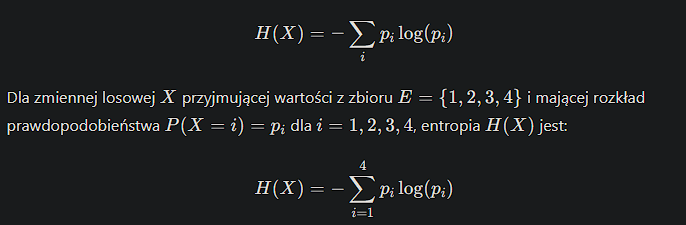 H(X) = −∑_i p_i log(p_i)
Dla zmiennej losowej X przyjmującej wartości z zbioru E = {1, 2, 3, 4} i mającej rozkład
prawdopodobieństwa P(X = i) = p_i dla i = 1, 2, 3, 4, entropia H(X) jest:
H(X) = −∑_{i=1}^{4} p_i log(p_i)